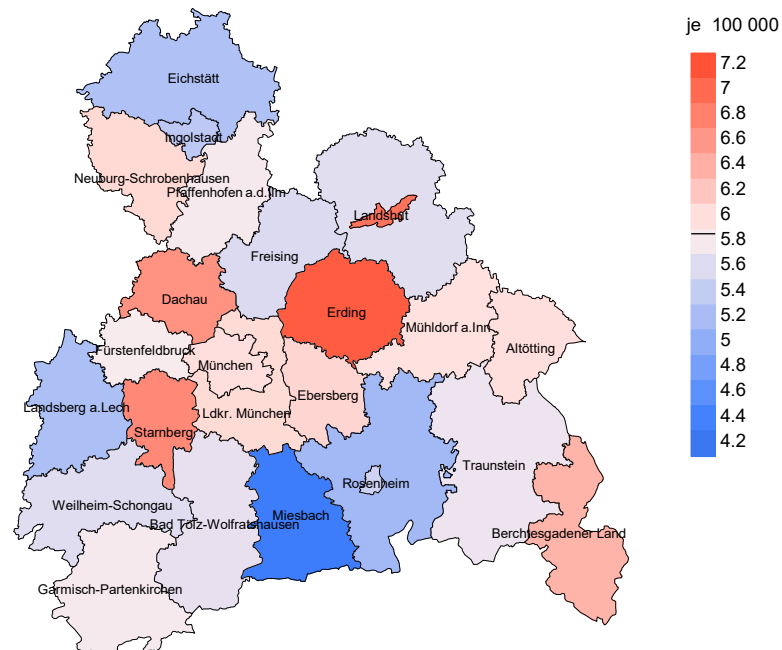 je 100 000
7.2
7
6.8
6.6
6.4
6.2
6
5.8
5.6
5.4
5.2
5
4.8
4.6
4.4
4.2
Eichstätt
Ingolstadt
Neuburg-Schrobenhausen
Pfaffenhofen a.d.Ilm
Landshut
Freising
Dachau
Erding
Mühldorf a.Inn
Altötting
Fürstenfeldbruck
München
Ebersberg
Landsberg a.Lech
Ldkr. München
Starnberg
Traunstein
Rosenheim
Weilheim-Schongau
Miesbach
Bad Tölz-Wolfratshausen
Berchtesgadener Land
Garmisch-Partenkirchen